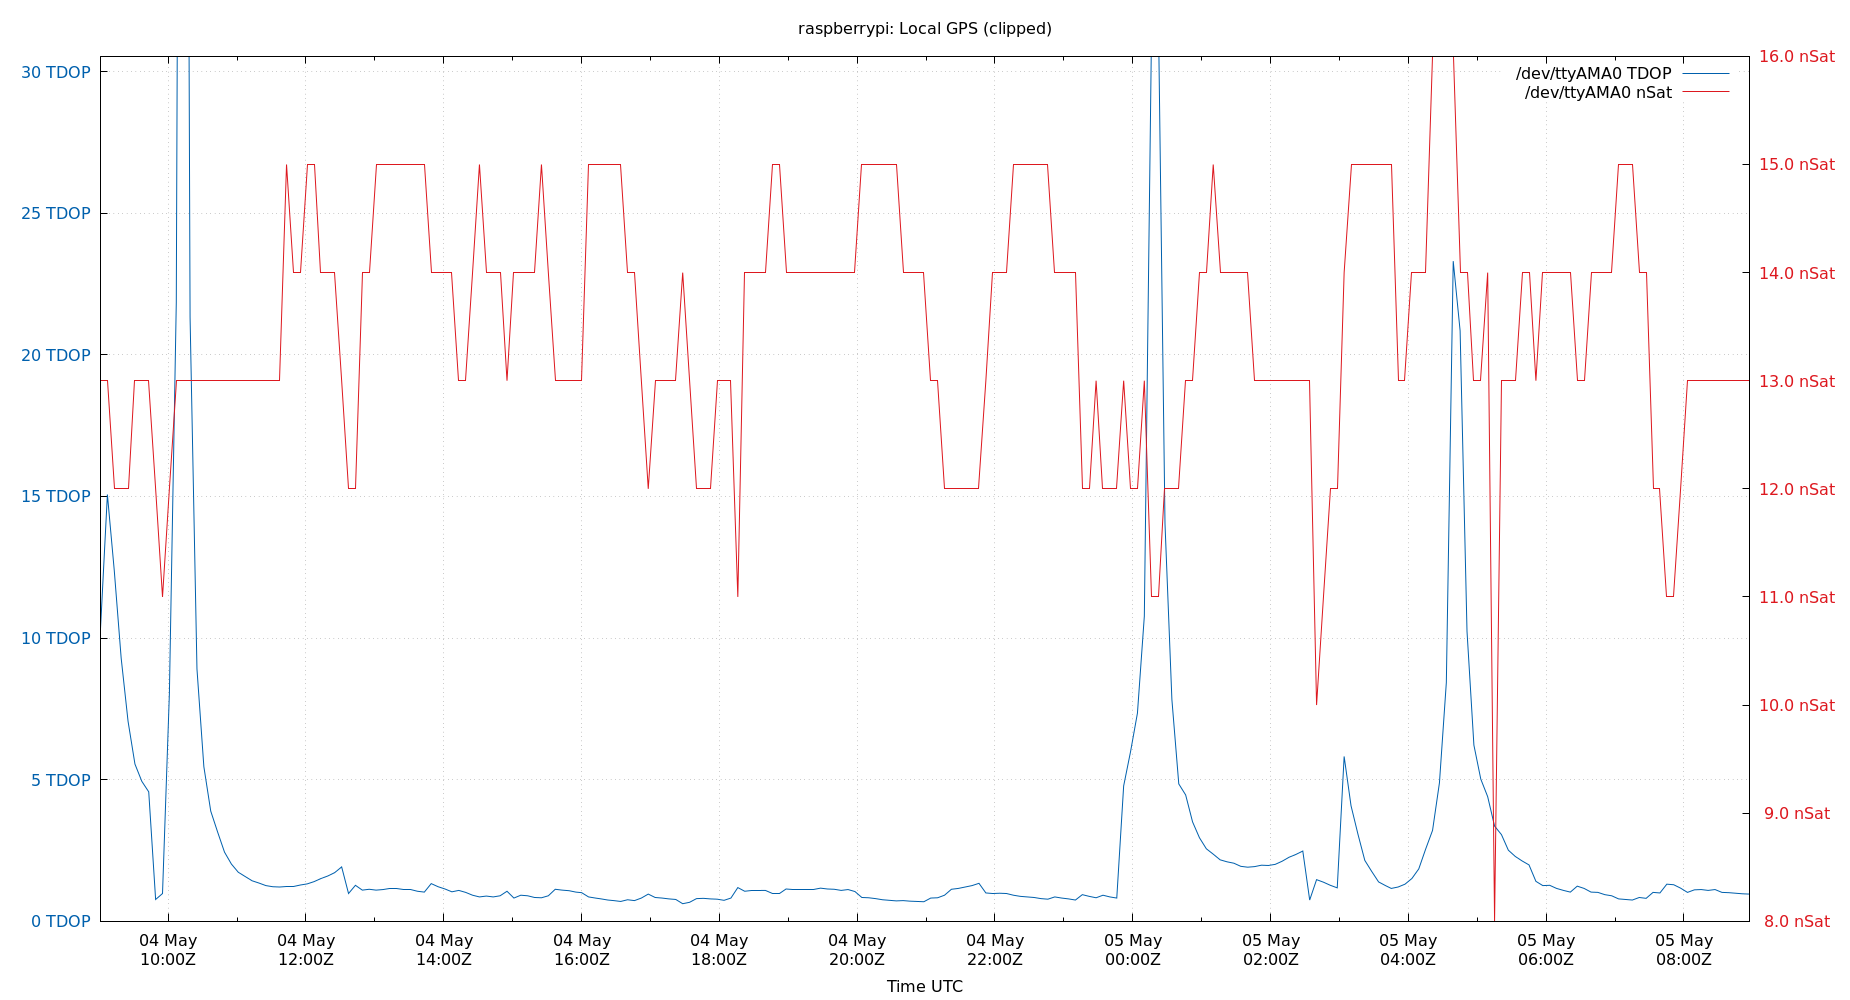 raspberrypi: Local GPS (clipped)
/dev/ttyAMA0 TDOP
/dev/ttyAMA0 nSat
30 TDOP
25 TDOP
20 TDOP
15 TDOP
10 TDOP
5 TDOP
0 TDOP
16.0 nSat
15.0 nSat
14.0 nSat
13.0 nSat
12.0 nSat
11.0 nSat
10.0 nSat
9.0 nSat
8.0 nSat
04 May
10:00Z
04 May
12:00Z
04 May
14:00Z
04 May
16:00Z
04 May
18:00Z
04 May
20:00Z
04 May
22:00Z
05 May
00:00Z
05 May
02:00Z
05 May
04:00Z
05 May
06:00Z
05 May
08:00Z
Time UTC